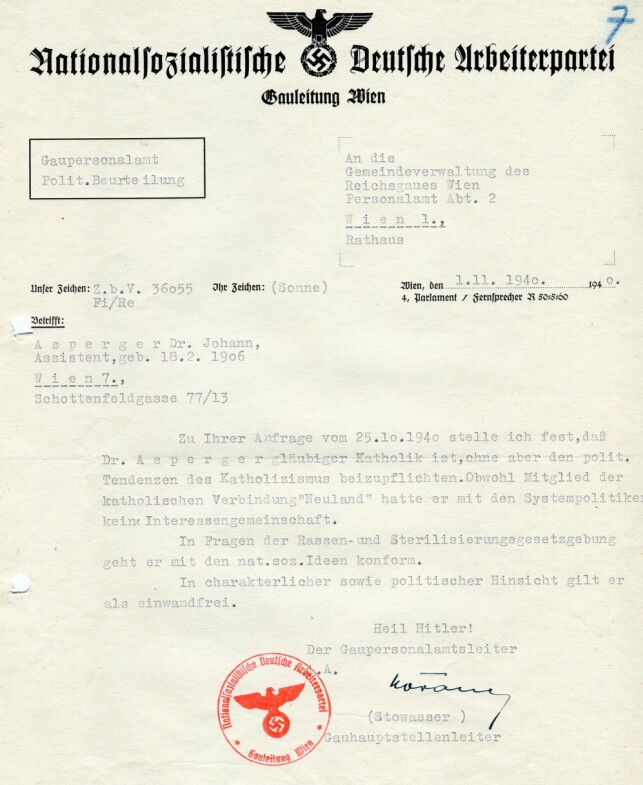 7
Nationalsozialistische Deutsche Arbeiterpartei
Gauleitung Wien
Gaupersonalamt
Polit.Beurteilung
An die
Gemeindeverwaltung des
Reichsgaues Wien
Personalamt Abt. 2
W i e n 1.,
Rathaus
Unser Zeichen: Z.b.V. 36055 Ihr Zeichen: (Sonne)
Fi/Re
Wien, den 1.11. 194o. 194o.
4, Parlament / Fernsprecher R 50=5=60
Betrifft:
A s p e r g e r Dr. Johann,
Assistent,geb. 18.2. 19o6
W i e n 7.,
Schottenfeldgasse 77/13
Zu Ihrer Anfrage vom 25.1o.194o stelle ich fest,daß
Dr. A s p e r g e r gläubiger Katholik ist,ohne aber den polit.
Tendenzen des Katholizismus beizupflichten.Obwohl Mitglied der
katholischen Verbindung"Neuland" hatte er mit den Systempolitiker
keine Interessengemeinschaft.
In Fragen der Rassen-und Sterilisierungsgesetzgebung
geht er mit den nat.soz.Ideen konform.
In charakterlicher sowie politischer Hinsicht gilt er
als einwandfrei.
Heil Hitler!
Der Gaupersonalamtsleiter
.A.
(Stowasser )
Gauhauptstellenleiter
Nationalsozialistische Deutsche Arbeiterpartei
Gauleitung Wien